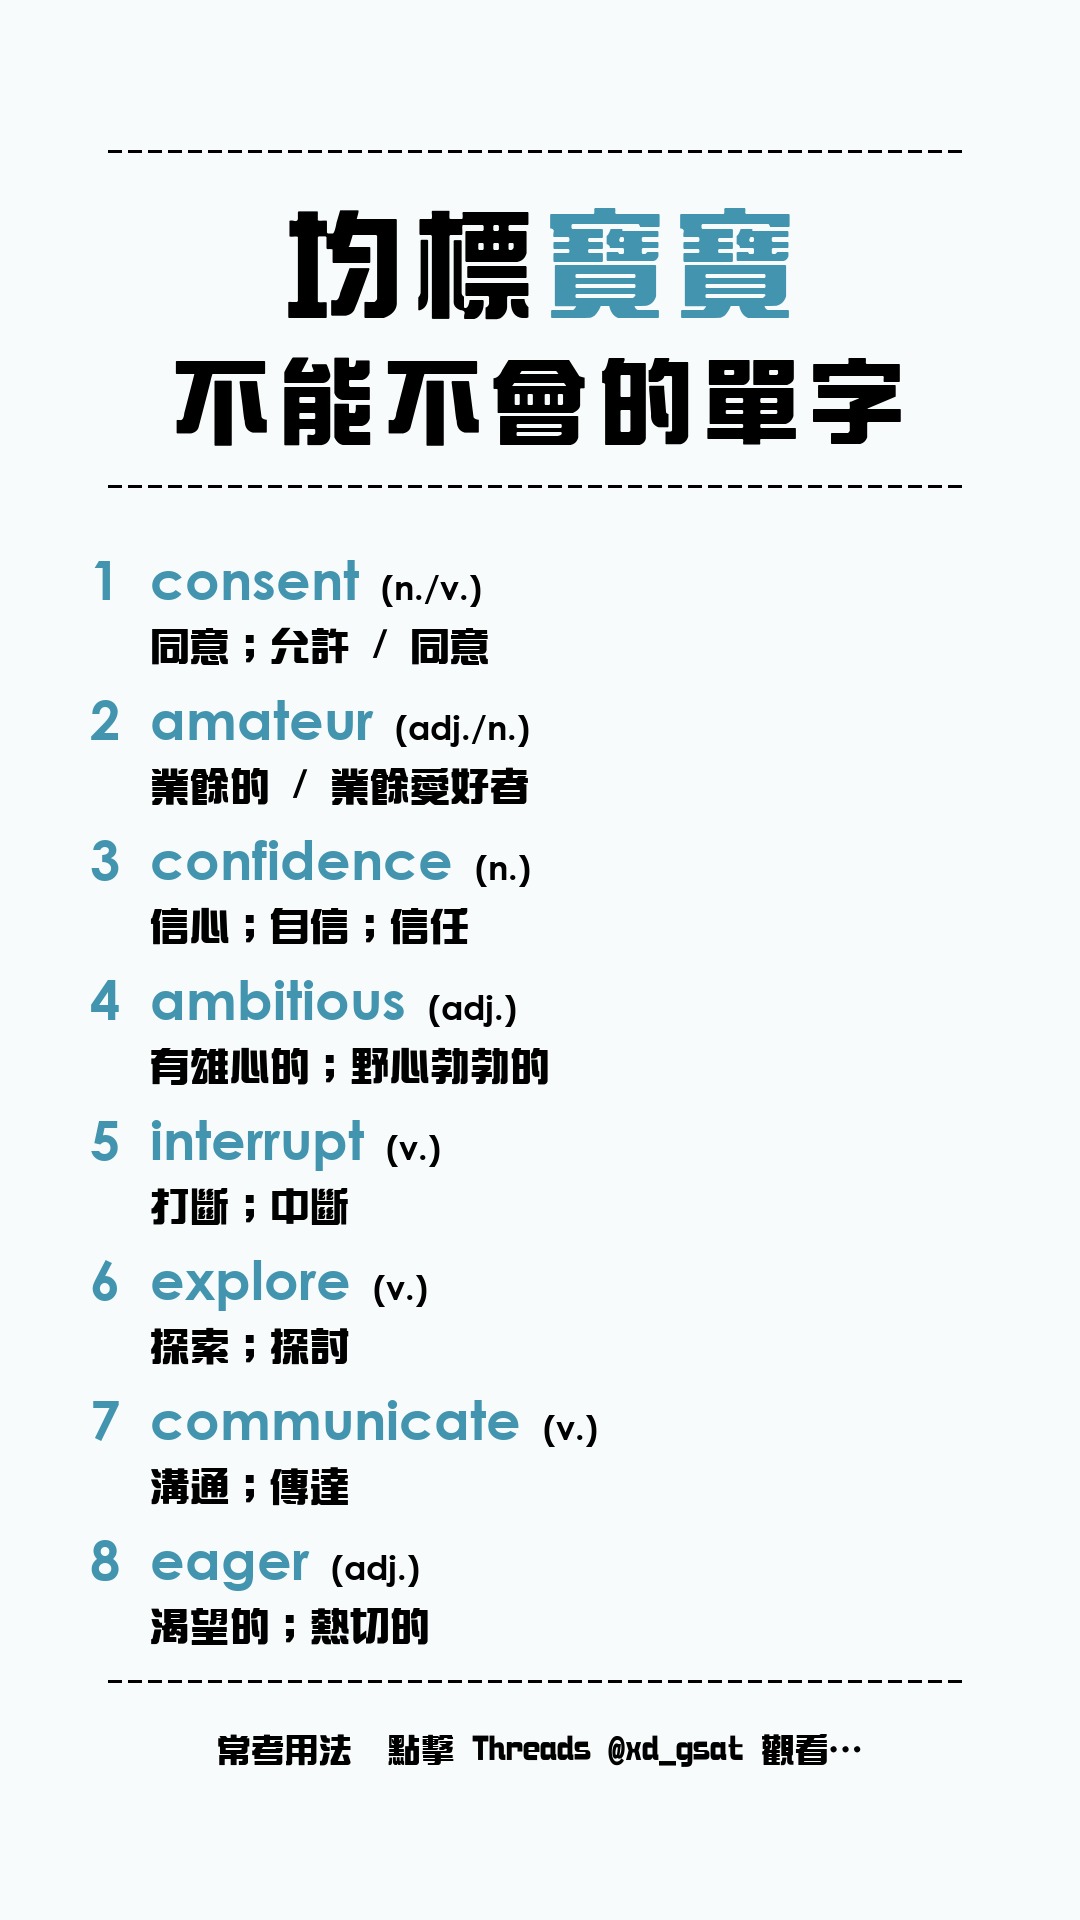 均標寶寶
不能不會的單字
1 consent (n./v.)
同意；允許 / 同意
2 amateur (adj./n.)
業餘的 / 業餘愛好者
3 confidence (n.)
信心；自信；信任
4 ambitious (adj.)
有雄心的；野心勃勃的
5 interrupt (v.)
打斷；中斷
6 explore (v.)
探索；探討
7 communicate (v.)
溝通；傳達
8 eager (adj.)
渴望的；熱切的
常考用法 點擊 Threads @xd_gsat 觀看…